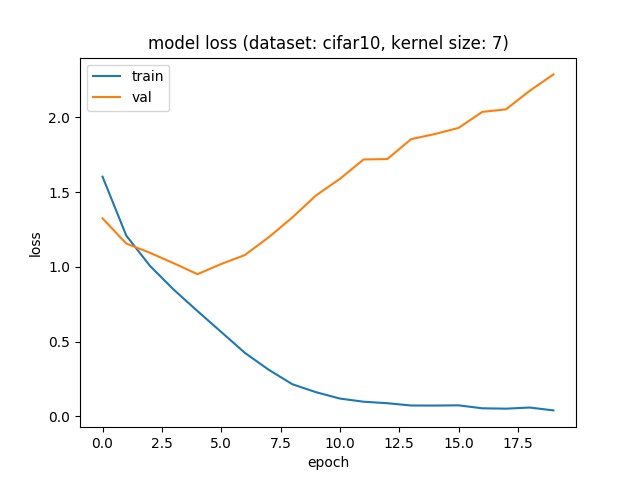 model loss (dataset: cifar10, kernel size: 7)
train
val
2.0
1.5
1.0
0.5
0.0
loss
0.0 2.5 5.0 7.5 10.0 12.5 15.0 17.5
epoch